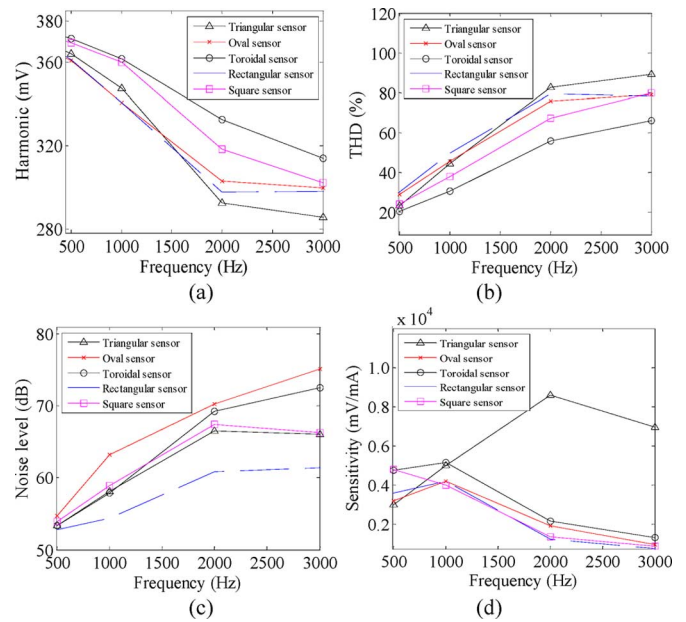 380
360
320
280
Harmonic (mV)
Triangular sensor
Oval sensor
Toroidal sensor
Rectangular sensor
Square sensor
500 1000 1500 2000 2500 3000
Frequency (Hz)
(a)
120
100
80
60
40
20
THD (%)
Triangular sensor
Oval sensor
Toroidal sensor
Rectangular sensor
Square sensor
500 1000 1500 2000 2500 3000
Frequency (Hz)
(b)
80
70
60
50
Noise level (dB)
Triangular sensor
Oval sensor
Toroidal sensor
Rectangular sensor
Square sensor
500 1000 1500 2000 2500 3000
Frequency (Hz)
(c)
x 10^4
1.2
1.0
0.8
0.6
0.4
0.2
Sensitivity (mV/mA)
Triangular sensor
Oval sensor
Toroidal sensor
Rectangular sensor
Square sensor
500 1000 1500 2000 2500 3000
Frequency (Hz)
(d)